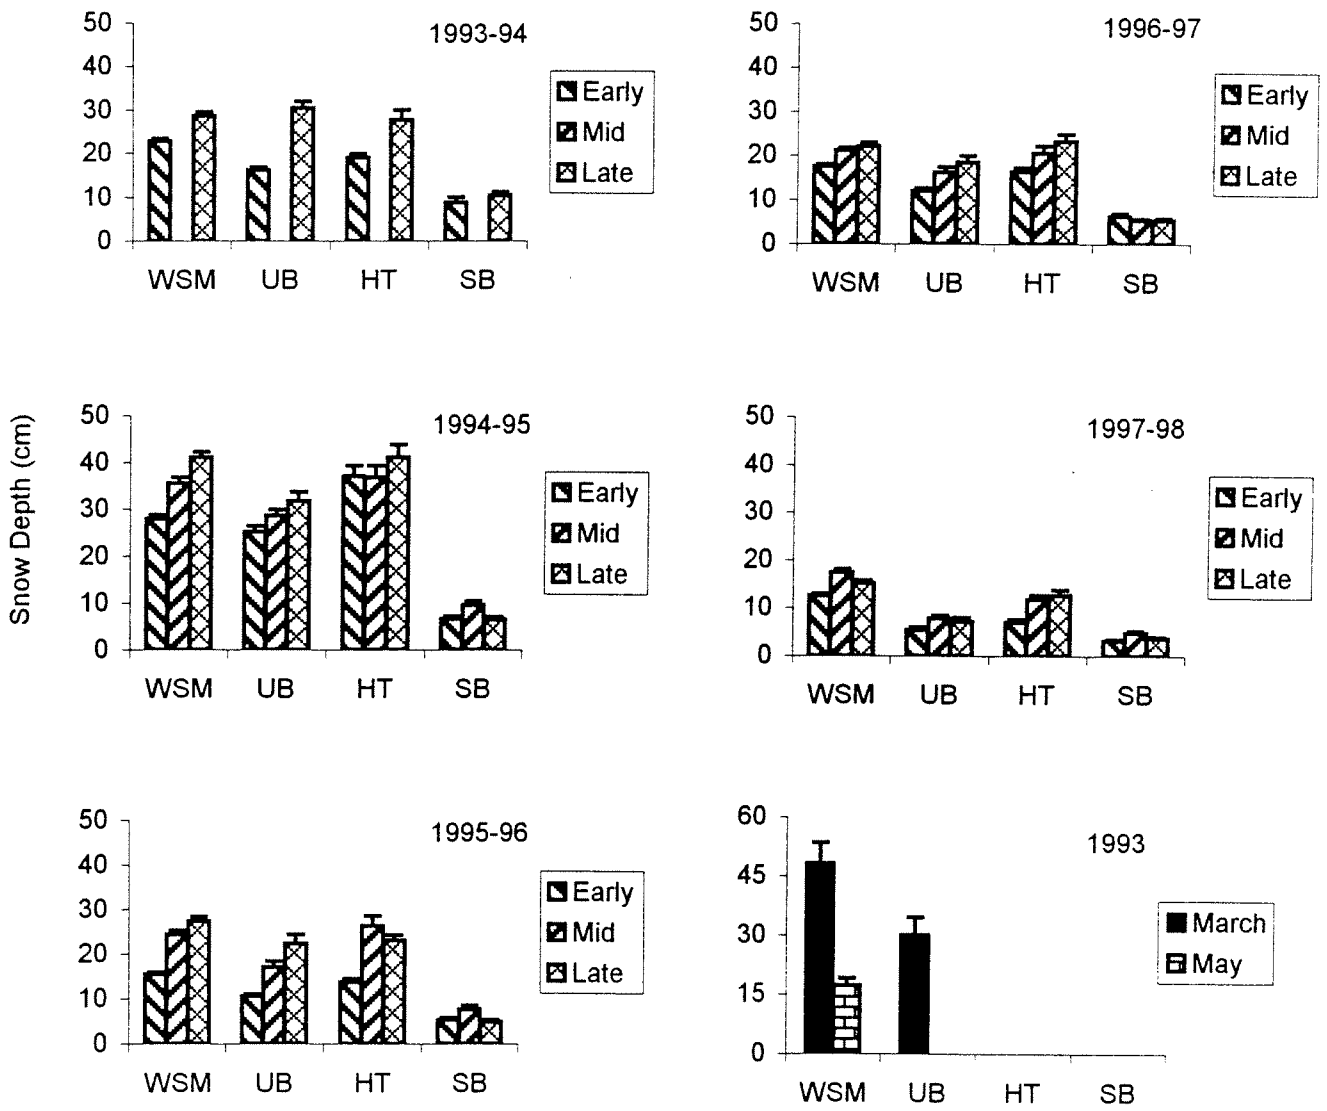 Snow Depth (cm)
1993-94
50
40
30
20
10
0
WSM UB HT SB
Early
Mid
Late
1996-97
50
40
30
20
10
0
WSM UB HT SB
Early
Mid
Late
1994-95
50
40
30
20
10
0
WSM UB HT SB
Early
Mid
Late
1997-98
50
40
30
20
10
0
WSM UB HT SB
Early
Mid
Late
1995-96
50
40
30
20
10
0
WSM UB HT SB
Early
Mid
Late
1993
60
45
30
15
0
WSM UB HT SB
March
May